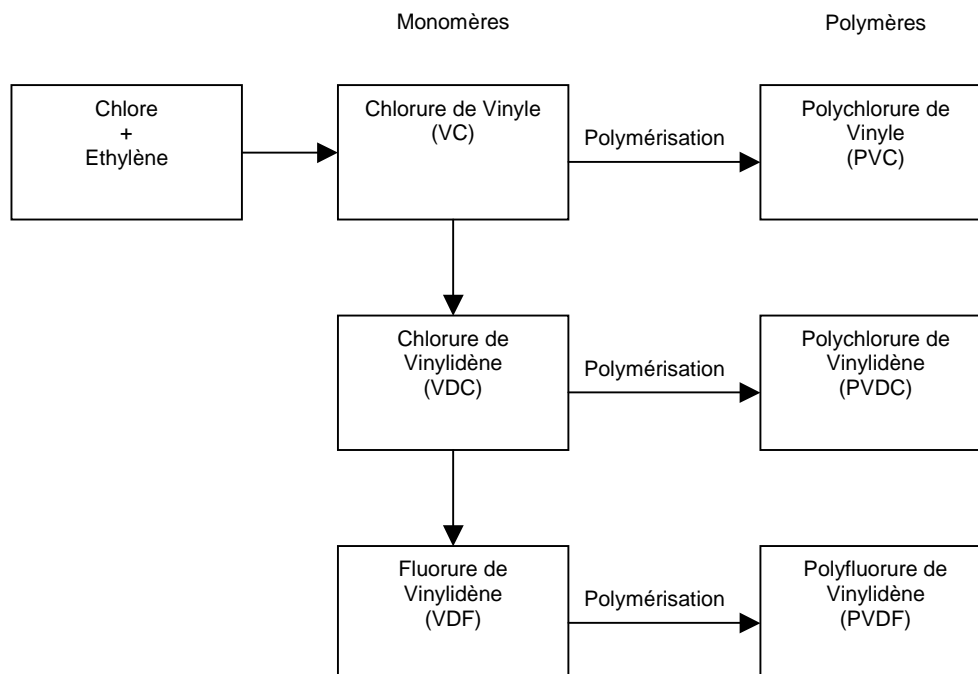 Monomères
Polymères
Chlore
+
Ethylène
Chlorure de Vinyle
(VC)
Polymérisation
Polychlorure de
Vinyle
(PVC)
Chlorure de
Vinylidène
(VDC)
Polymérisation
Polychlorure de
Vinylidène
(PVDC)
Fluorure de
Vinylidène
(VDF)
Polymérisation
Polyfluorure de
Vinylidène
(PVDF)